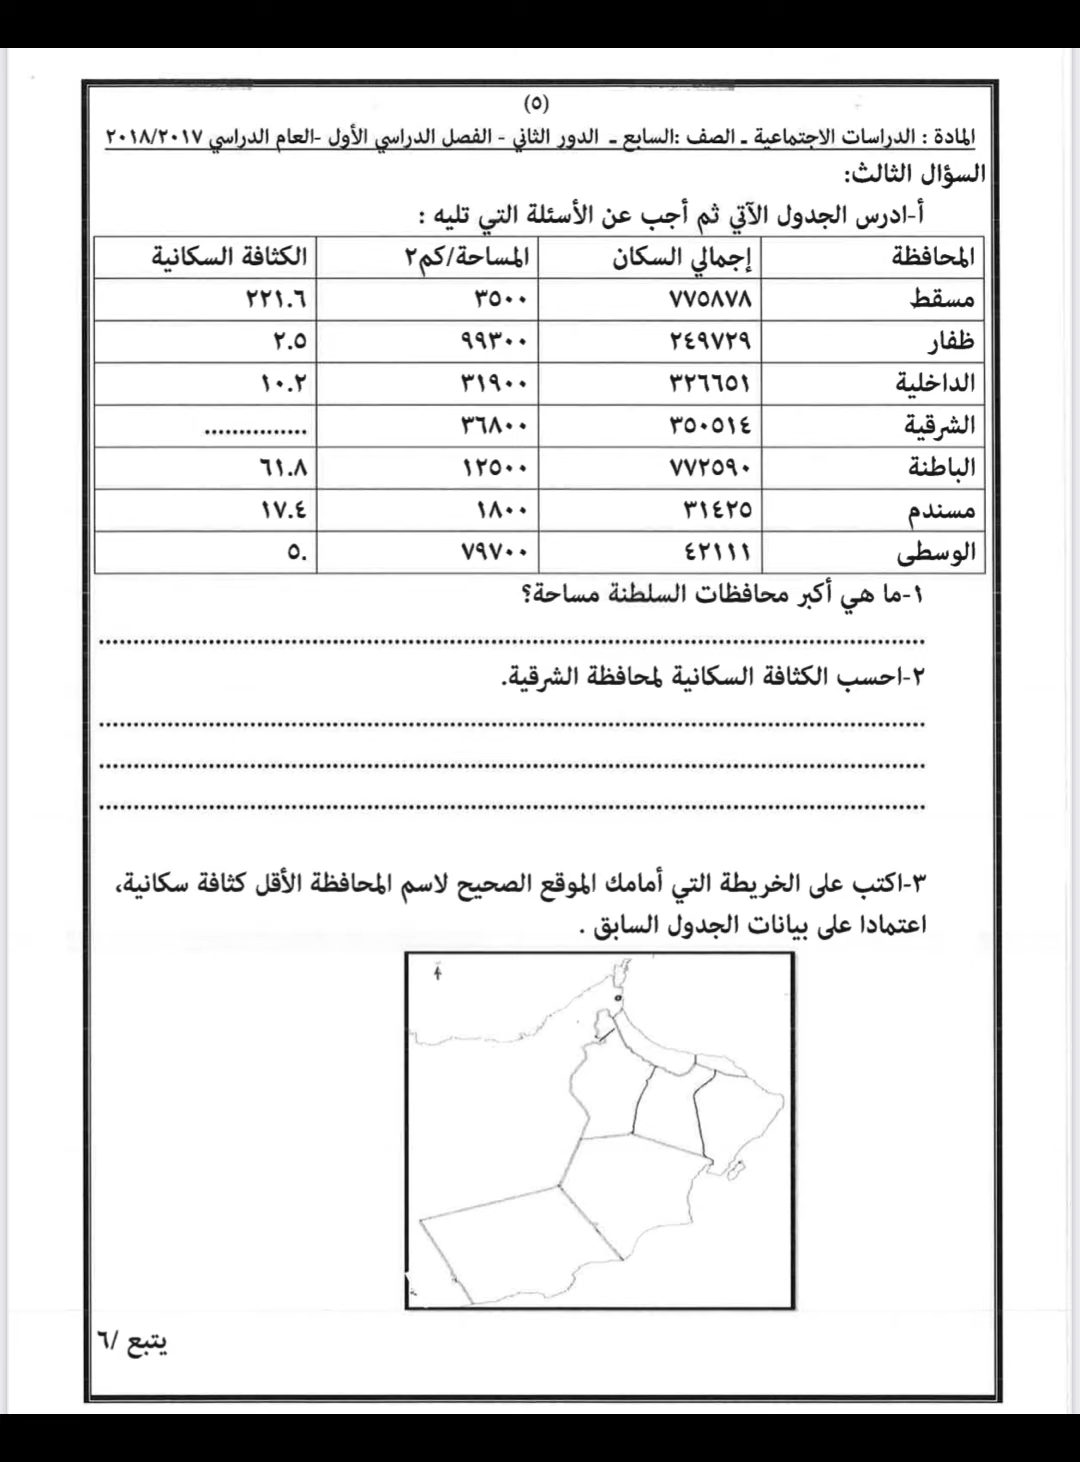 (٥)
المادة : الدراسات الاجتماعية ـ الصف :السابع ـ الدور الثاني - الفصل الدراسي الأول -العام الدراسي ٢٠١٨/٢٠١٧
السؤال الثالث:
أ-ادرس الجدول الآتي ثم أجب عن الأسئلة التي تليه :
المحافظة إجمالي السكان المساحة/كم٢ الكثافة السكانية
مسقط ٧٧٥٨٧٨ ٣٥٠٠ ٢٢١.٦
ظفار ٢٤٩٧٢٩ ٩٩٣٠٠ ٢.٥
الداخلية ٣٢٦٦٥١ ٣١٩٠٠ ١٠.٢
الشرقية ٣٥٠٥١٤ ٣٦٨٠٠ ...............
الباطنة ٧٧٢٥٩٠ ١٢٥٠٠ ٦١.٨
مسندم ٣١٤٢٥ ١٨٠٠ ١٧.٤
الوسطى ٤٢١١١ ٧٩٧٠٠ .٥
١-ما هي أكبر محافظات السلطنة مساحة؟
٢-احسب الكثافة السكانية لمحافظة الشرقية.
٣-اكتب على الخريطة التي أمامك الموقع الصحيح لاسم المحافظة الأقل كثافة سكانية،
اعتمادا على بيانات الجدول السابق .
يتبع /٦